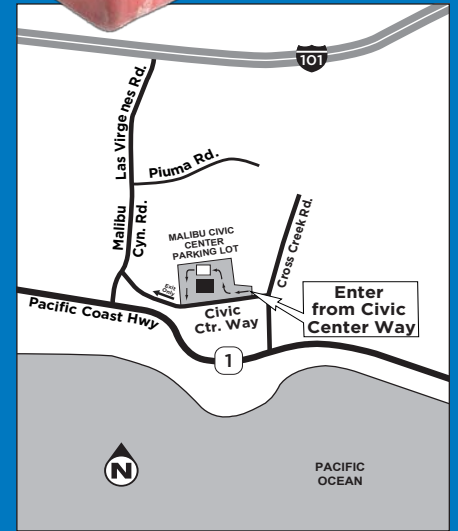 101
Las Virgenes Rd.
Piuma Rd.
Malibu
Cyn. Rd.
Cross Creek Rd.
MALIBU CIVIC
CENTER
PARKING LOT
Exit
Only
Enter
from Civic
Center Way
Pacific Coast Hwy
Civic
Ctr. Way
1
N
PACIFIC
OCEAN